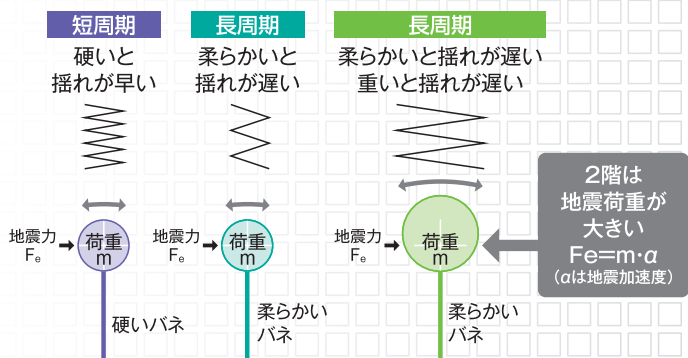 短周期
硬いと
揺れが早い
地震力
Fe
荷重
m
硬いバネ
長周期
柔らかいと
揺れが遅い
地震力
Fe
荷重
m
柔らかい
バネ
長周期
柔らかいと揺れが遅い
重いと揺れが遅い
地震力
Fe
荷重
m
柔らかい
バネ
2階は
地震荷重が
大きい
Fe=m・α
（αは地震加速度）